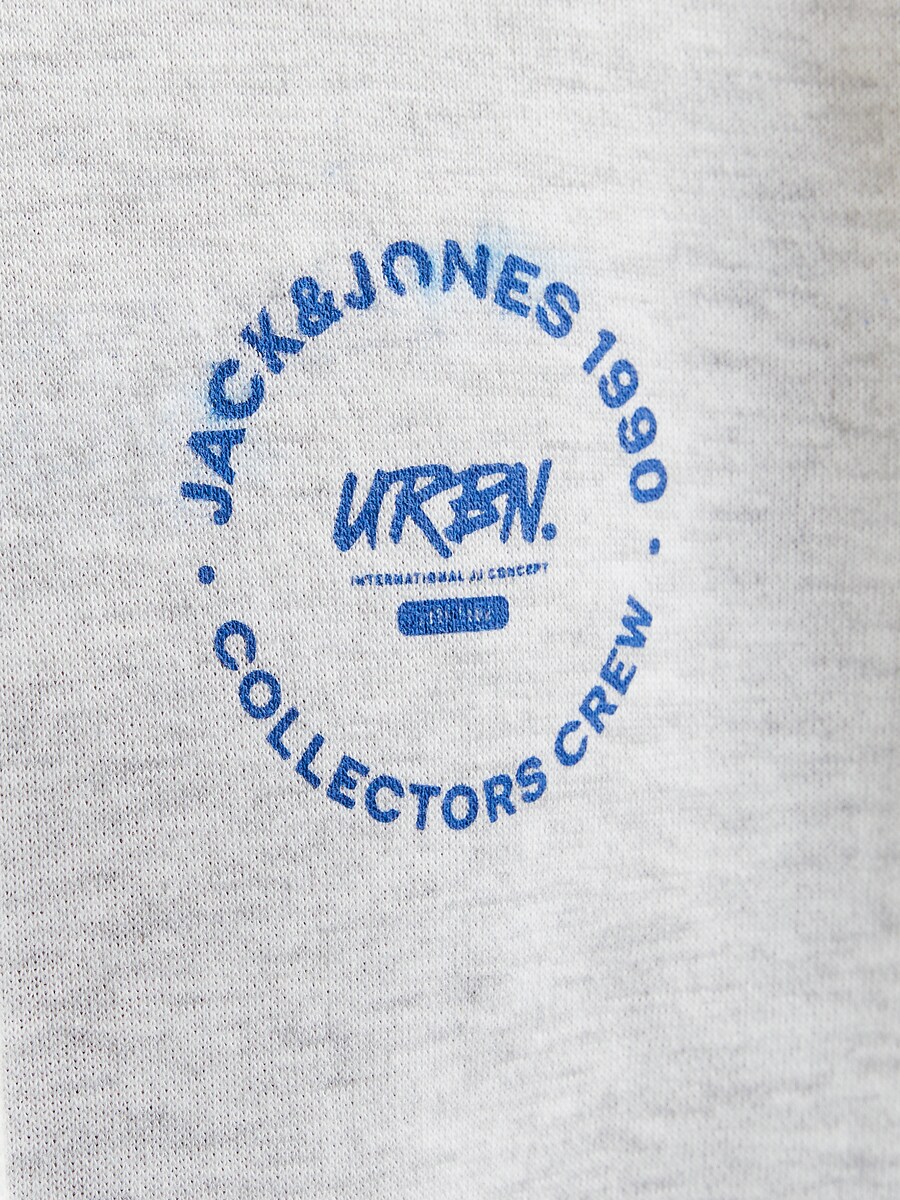 JACK&JONES 1990
URBN.
INTERNATIONAL JJ CONCEPT
COLLECTORS CREW